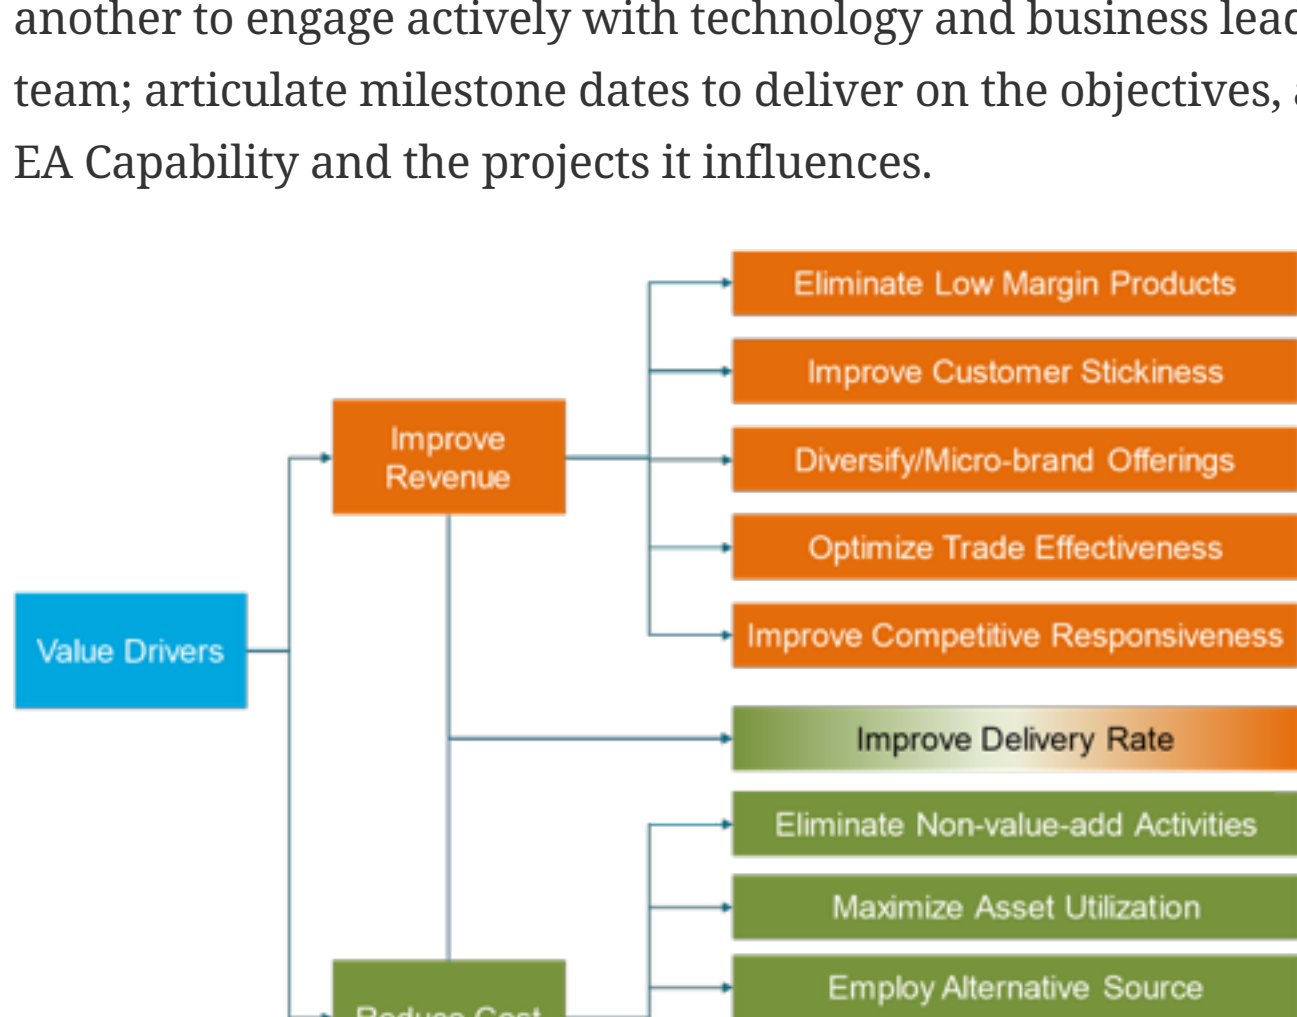 another to engage actively with technology and business lead
team; articulate milestone dates to deliver on the objectives,
EA Capability and the projects it influences.
Eliminate Low Margin Products
Improve Customer Stickiness
Improve
Revenue
Diversify/Micro-brand Offerings
Optimize Trade Effectiveness
Value Drivers
Improve Competitive Responsiveness
Improve Delivery Rate
Eliminate Non-value-add Activities
Maximize Asset Utilization
Employ Alternative Source
Reduce Cost